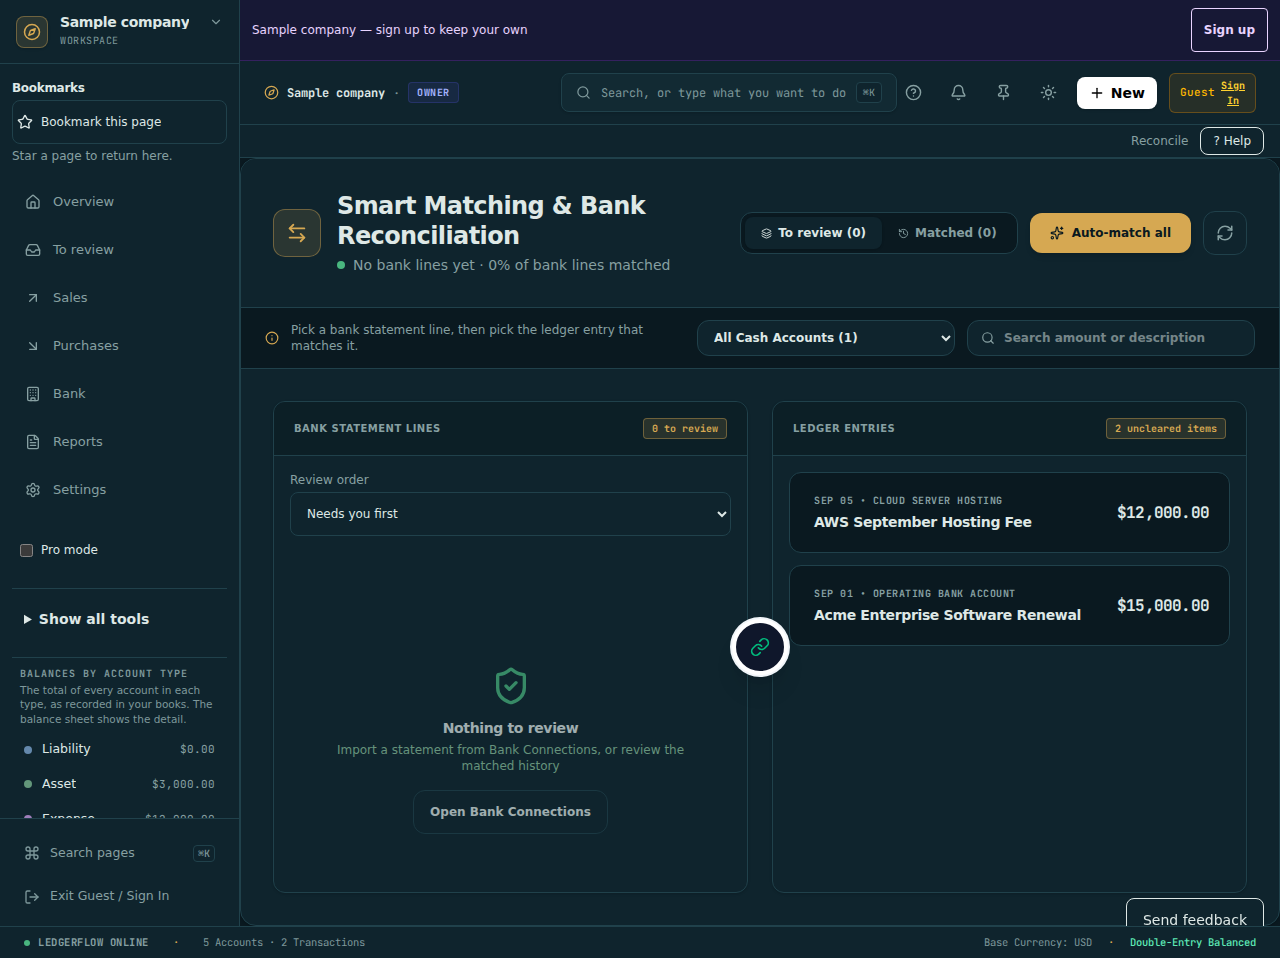 Sample company
WORKSPACE
Bookmarks
Bookmark this page
Star a page to return here.
Overview
To review
Sales
Purchases
Bank
Reports
Settings
Pro mode
Show all tools
BALANCES BY ACCOUNT TYPE
The total of every account in each
type, as recorded in your books. The
balance sheet shows the detail.
Liability $0.00
Asset $3,000.00
Expense $12,000.00
Search pages ⌘K
Exit Guest / Sign In
Sample company — sign up to keep your own
Sign up
Sample company · OWNER
Search, or type what you want to do ⌘K
New
Guest Sign
In
Reconcile
? Help
Smart Matching & Bank
Reconciliation
No bank lines yet · 0% of bank lines matched
To review (0)
Matched (0)
Auto-match all
Pick a bank statement line, then pick the ledger entry that
matches it.
All Cash Accounts (1)
Search amount or description
BANK STATEMENT LINES
0 to review
Review order
Needs you first
Nothing to review
Import a statement from Bank Connections, or review the
matched history
Open Bank Connections
LEDGER ENTRIES
2 uncleared items
SEP 05 • CLOUD SERVER HOSTING
AWS September Hosting Fee
$12,000.00
SEP 01 • OPERATING BANK ACCOUNT
Acme Enterprise Software Renewal
$15,000.00
Send feedback
LEDGERFLOW ONLINE · 5 Accounts · 2 Transactions
Base Currency: USD · Double-Entry Balanced